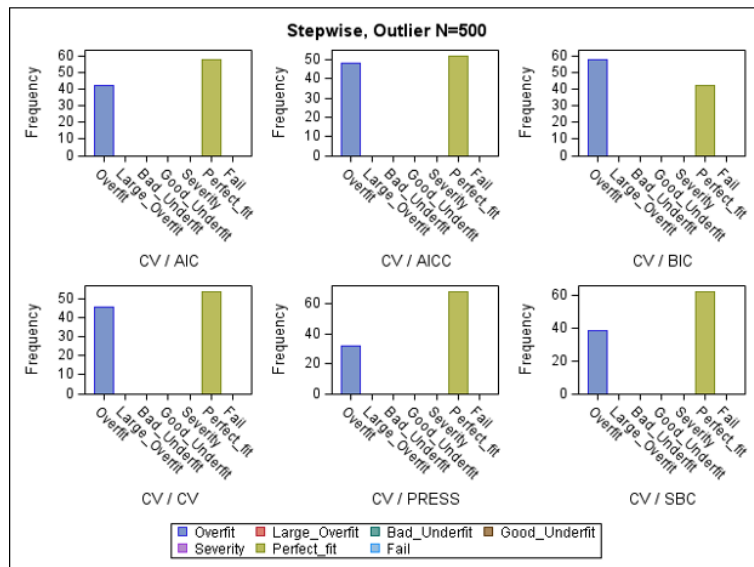 Stepwise, Outlier N=500
Frequency
60
50
40
30
20
10
0
Overfit
Large_Overfit
Bad_Underfit
Good_Underfit
Severity
Perfect_fit
Fail
CV / AIC
Frequency
50
40
30
20
10
0
Overfit
Large_Overfit
Bad_Underfit
Good_Underfit
Severity
Perfect_fit
Fail
CV / AICC
Frequency
60
50
40
30
20
10
0
Overfit
Large_Overfit
Bad_Underfit
Good_Underfit
Severity
Perfect_fit
Fail
CV / BIC
Frequency
50
40
30
20
10
0
Overfit
Large_Overfit
Bad_Underfit
Good_Underfit
Severity
Perfect_fit
Fail
CV / CV
Frequency
60
40
20
0
Overfit
Large_Overfit
Bad_Underfit
Good_Underfit
Severity
Perfect_fit
Fail
CV / PRESS
Frequency
60
40
20
0
Overfit
Large_Overfit
Bad_Underfit
Good_Underfit
Severity
Perfect_fit
Fail
CV / SBC
Overfit Large_Overfit Bad_Underfit Good_Underfit
Severity Perfect_fit Fail